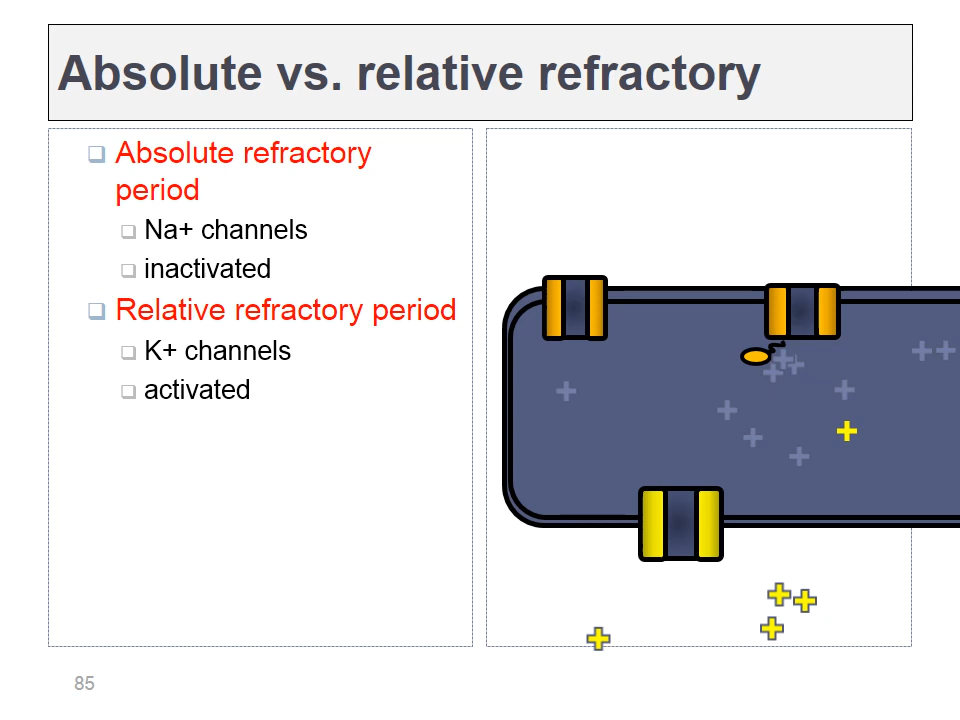 Absolute vs. relative refractory
Absolute refractory
period
Na+ channels
inactivated
Relative refractory period
K+ channels
activated
85